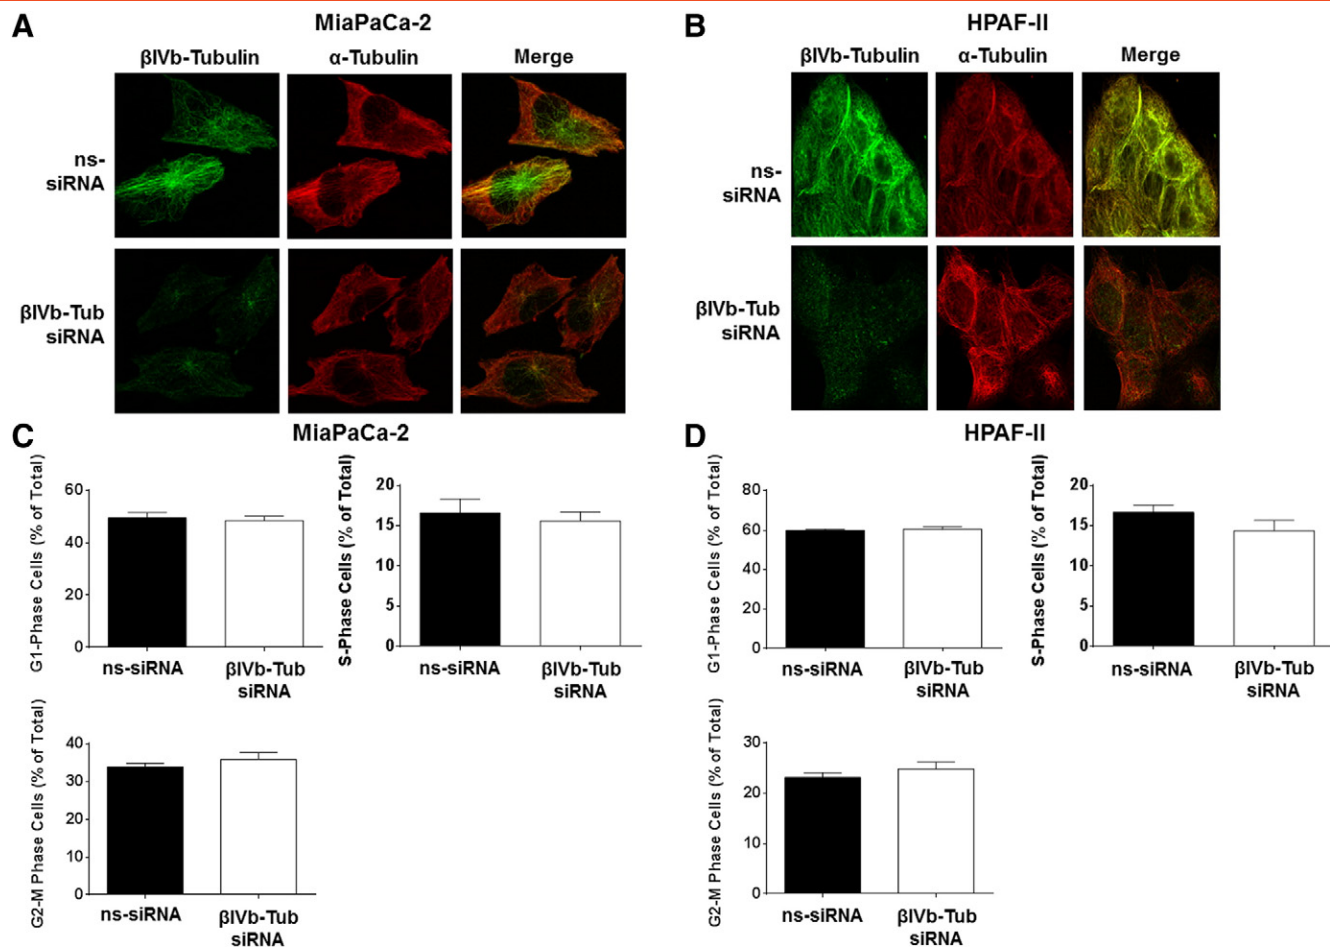 A
MiaPaCa-2
βIVb-Tubulin
α-Tubulin
Merge
ns-
siRNA
βIVb-Tub
siRNA
B
HPAF-II
βIVb-Tubulin
α-Tubulin
Merge
ns-
siRNA
βIVb-Tub
siRNA
C
MiaPaCa-2
G1-Phase Cells (% of Total)
60
40
20
0
ns-siRNA
βIVb-Tub
siRNA
S-Phase Cells (% of Total)
20
15
10
5
0
ns-siRNA
βIVb-Tub
siRNA
G2-M Phase Cells (% of Total)
40
30
20
10
0
ns-siRNA
βIVb-Tub
siRNA
D
HPAF-II
G1-Phase Cells (% of Total)
80
60
40
20
0
ns-siRNA
βIVb-Tub
siRNA
S-Phase Cells (% of Total)
20
15
10
5
0
ns-siRNA
βIVb-Tub
siRNA
G2-M Phase Cells (% of Total)
30
20
10
0
ns-siRNA
βIVb-Tub
siRNA